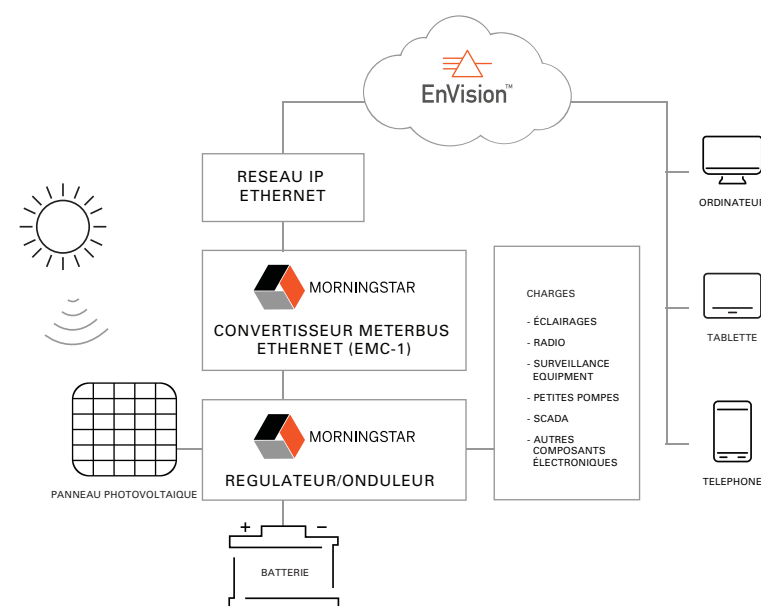 EnVision™
RESEAU IP
ETHERNET
ORDINATEUR
MORNINGSTAR
CONVERTISSEUR METERBUS
ETHERNET (EMC-1)
CHARGES
- ÉCLAIRAGES
- RADIO
- SURVEILLANCE
EQUIPMENT
- PETITES POMPES
- SCADA
- AUTRES
COMPOSANTS
ÉLECTRONIQUES
TABLETTE
MORNINGSTAR
REGULATEUR/ONDULEUR
PANNEAU PHOTOVOLTAIQUE
TELEPHONE
+ −
BATTERIE